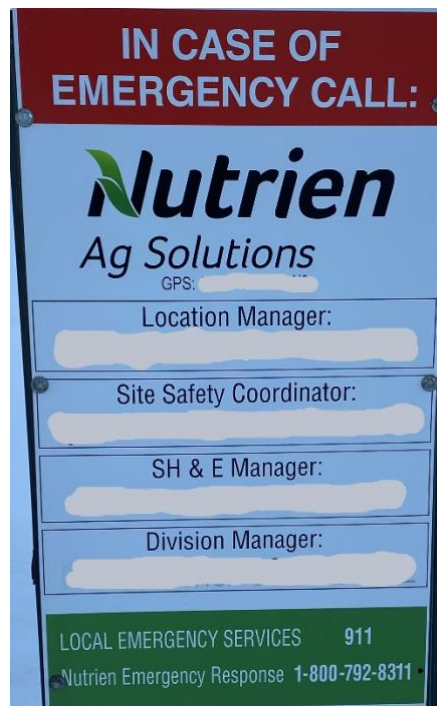 IN CASE OF
EMERGENCY CALL:
Nutrien
Ag Solutions
GPS:
Location Manager:
Site Safety Coordinator:
SH & E Manager:
Division Manager:
LOCAL EMERGENCY SERVICES 911
Nutrien Emergency Response 1-800-792-8311